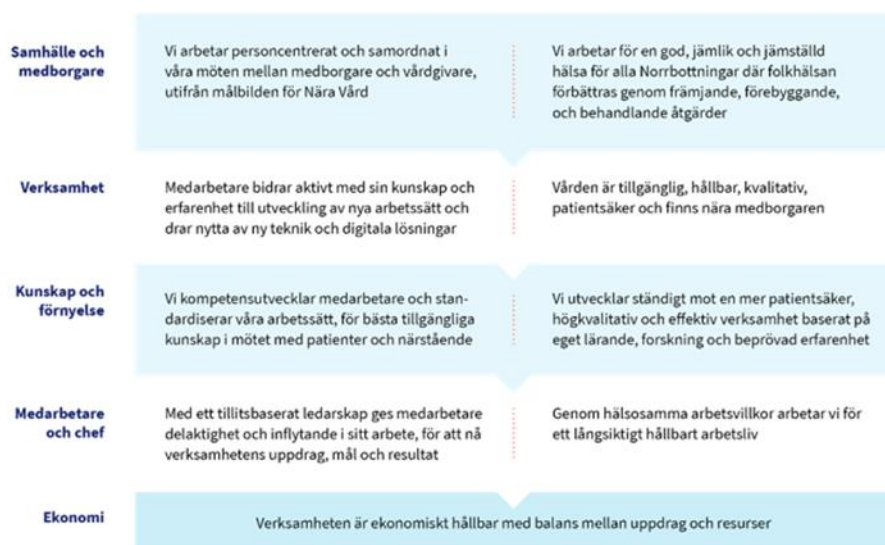 Samhälle och
medborgare
Vi arbetar personcentrerat och samordnat i
våra möten mellan medborgare och vårdgivare,
utifrån målbilden för Nära Vård
Vi arbetar för en god, jämlik och jämställd
hälsa för alla Norrbottningar där folkhälsan
förbättras genom främjande, förebyggande,
och behandlande åtgärder
Verksamhet
Medarbetare bidrar aktivt med sin kunskap och
erfarenhet till utveckling av nya arbetssätt och
drar nytta av ny teknik och digitala lösningar
Vården är tillgänglig, hållbar, kvalitativ,
patientsäker och finns nära medborgaren
Kunskap och
förnyelse
Vi kompetensutvecklar medarbetare och stan-
dardiserar våra arbetssätt, för bästa tillgängliga
kunskap i mötet med patienter och närstående
Vi utvecklar ständigt mot en mer patientsäker,
högkvalitativ och effektiv verksamhet baserat på
eget lärande, forskning och beprövad erfarenhet
Medarbetare
och chef
Med ett tillitsbaserat ledarskap ges medarbetare
delaktighet och inflytande i sitt arbete, för att nå
verksamhetens uppdrag, mål och resultat
Genom hälsosamma arbetsvillkor arbetar vi för
ett långsiktigt hållbart arbetsliv
Ekonomi
Verksamheten är ekonomiskt hållbar med balans mellan uppdrag och resurser